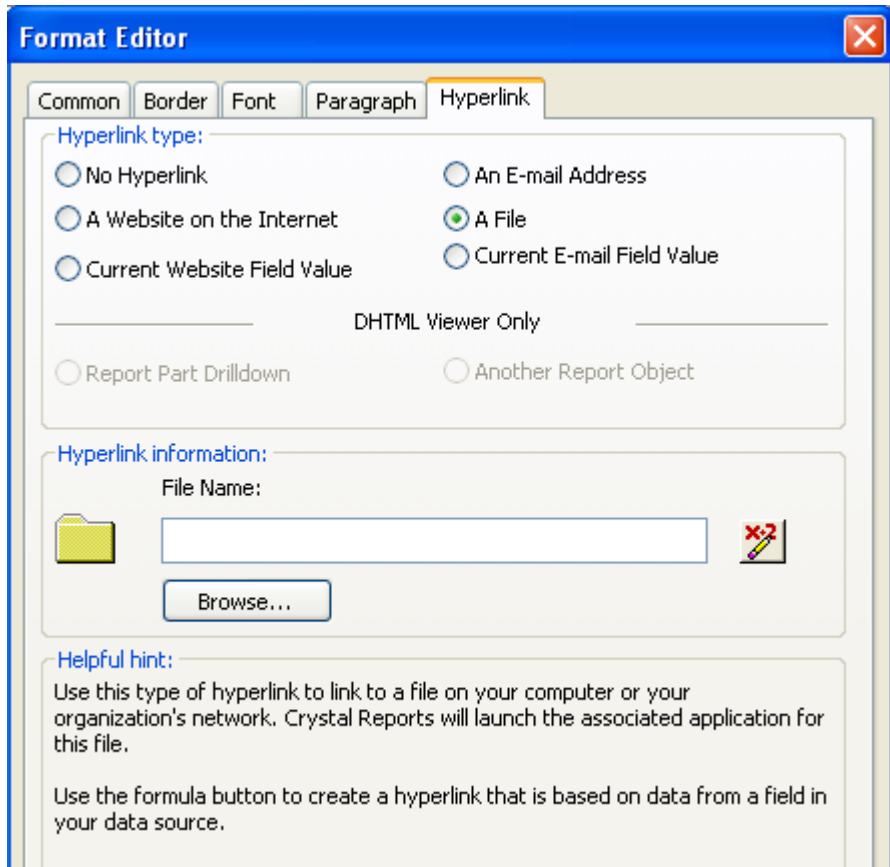 Format Editor
Common Border Font Paragraph Hyperlink
Hyperlink type:
No Hyperlink An E-mail Address
A Website on the Internet A File
Current Website Field Value Current E-mail Field Value
DHTML Viewer Only
Report Part Drilldown Another Report Object
Hyperlink information:
File Name:
X+2
Browse...
Helpful hint:
Use this type of hyperlink to link to a file on your computer or your
organization's network. Crystal Reports will launch the associated application for
this file.
Use the formula button to create a hyperlink that is based on data from a field in
your data source.